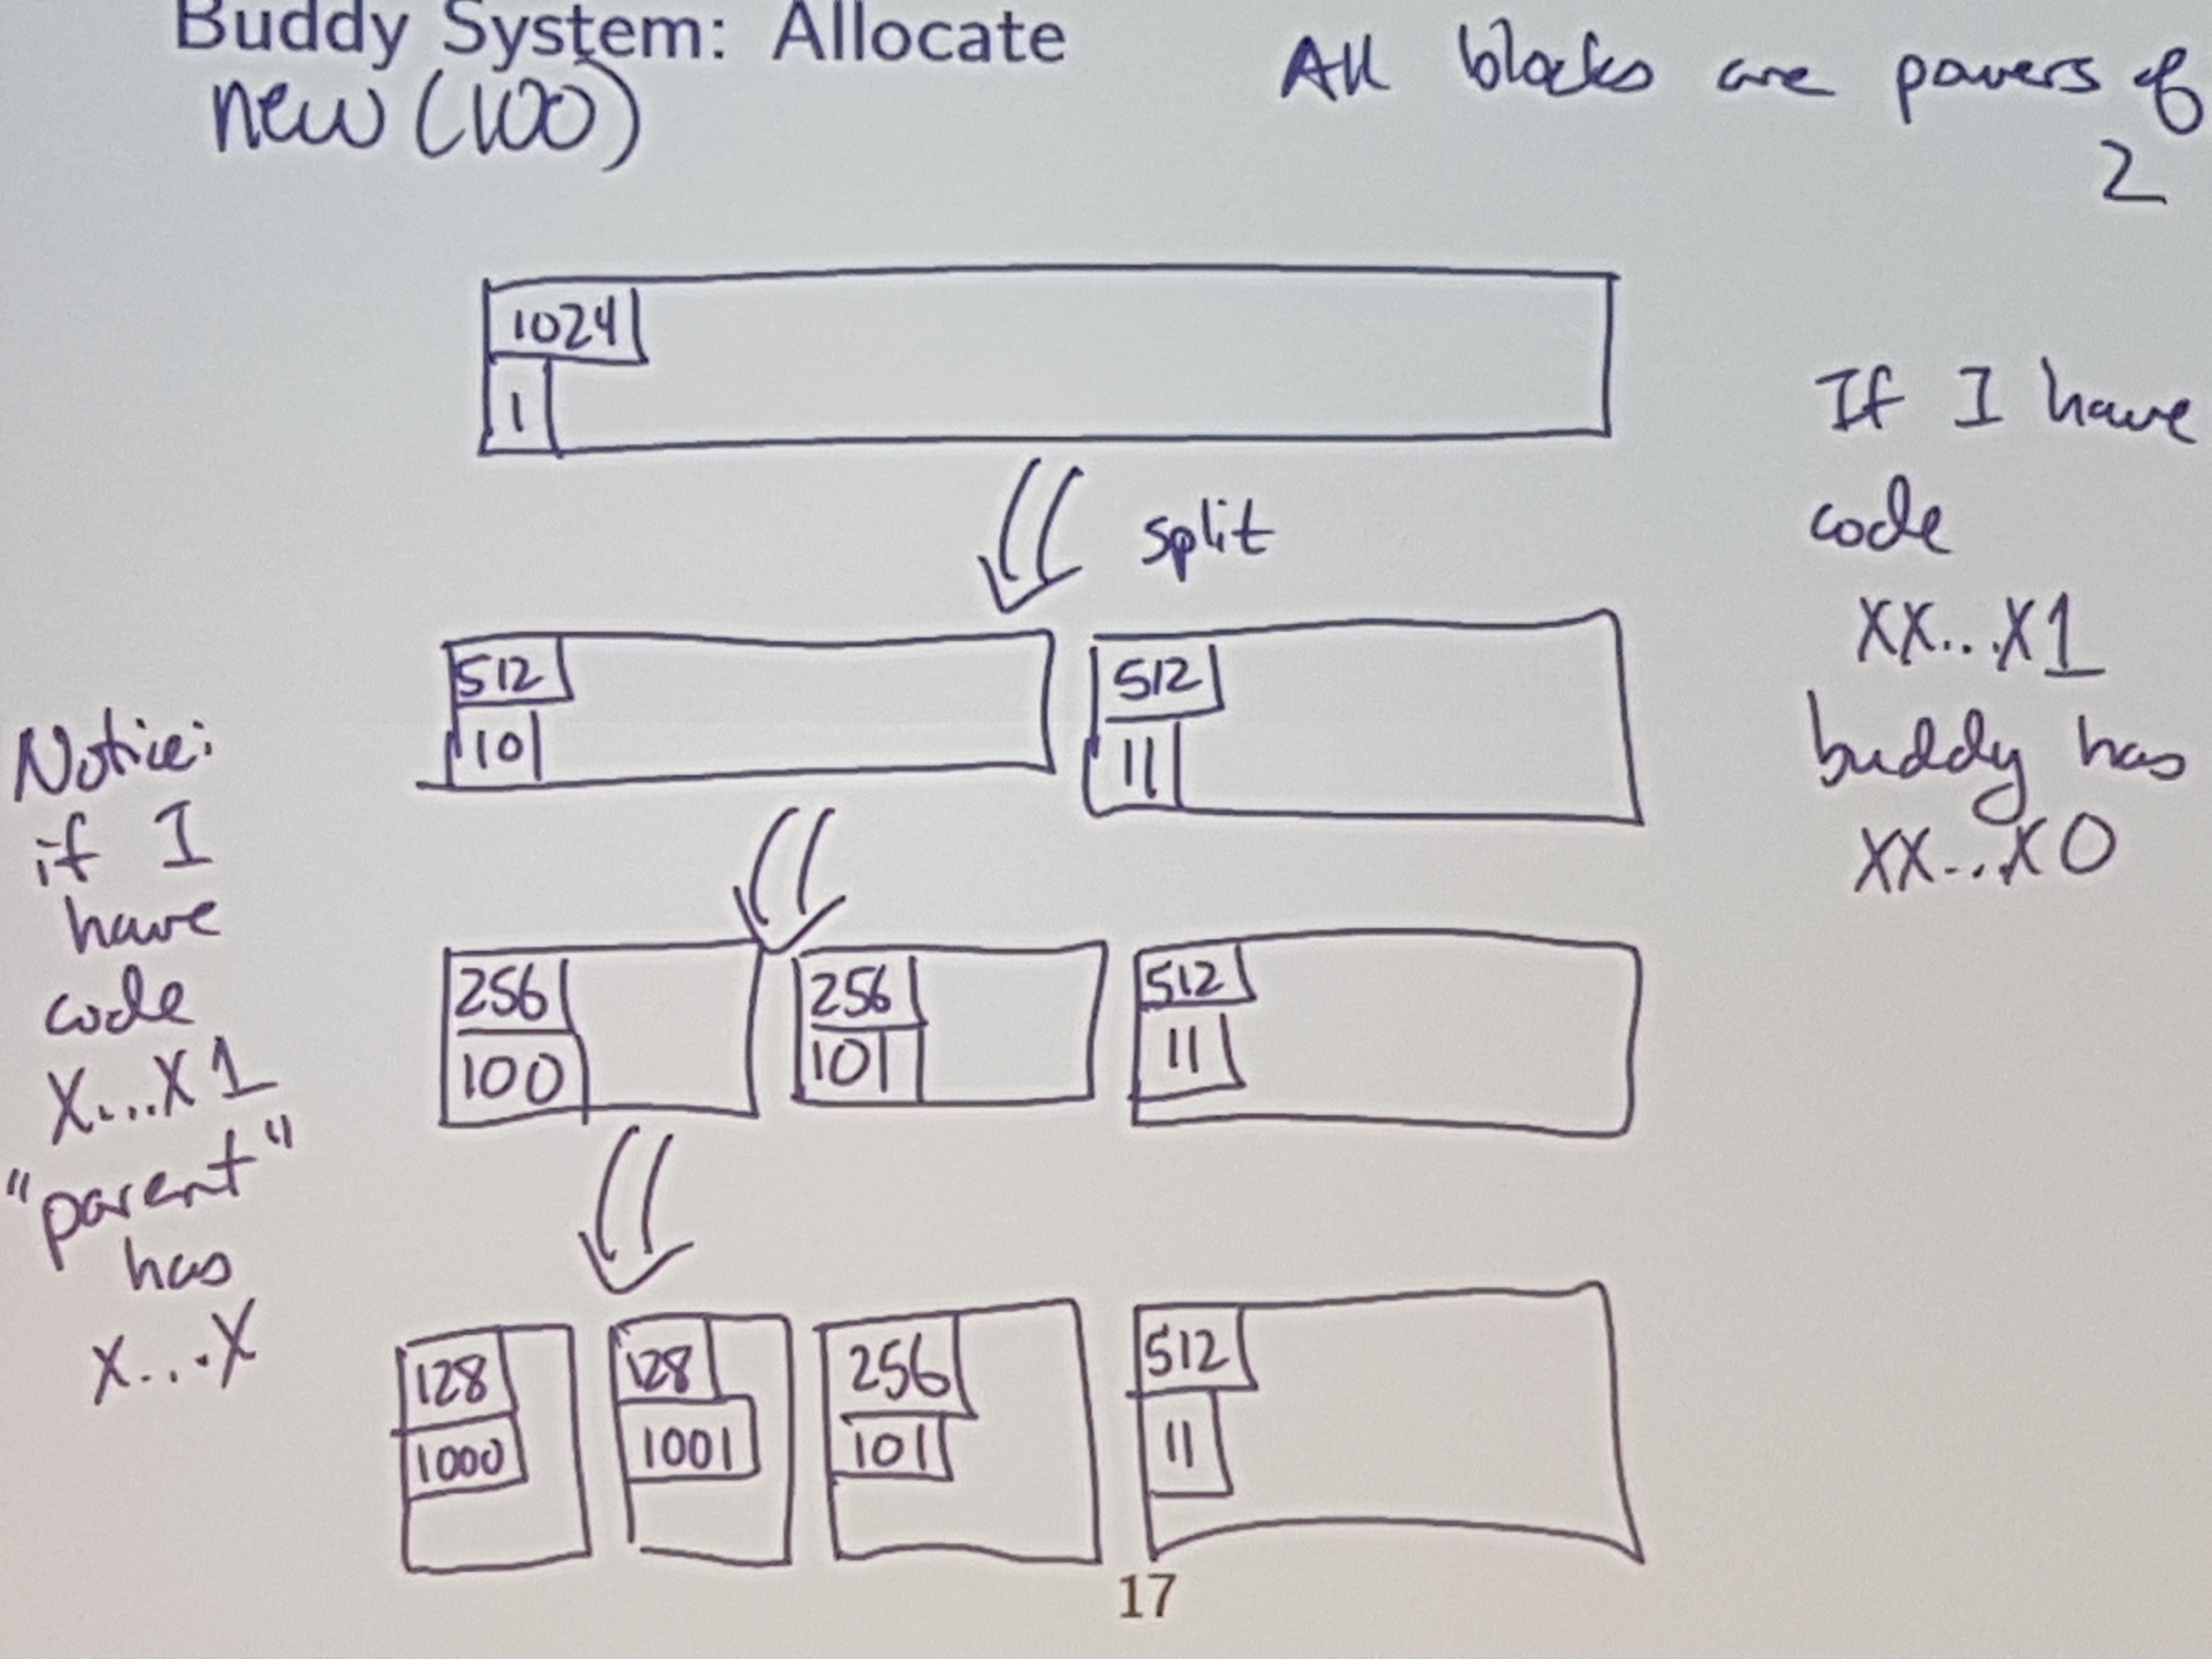 Buddy System: Allocate
new (100)
All blocks are powers of
2
1024
1
split
If I have
code
XX...X1
buddy has
XX...X0
512
10
512
11
Notice:
if I
have
code
X....X1
"parent"
has
X....X
256
100
256
101
512
11
128
1000
128
1001
256
101
512
11
17